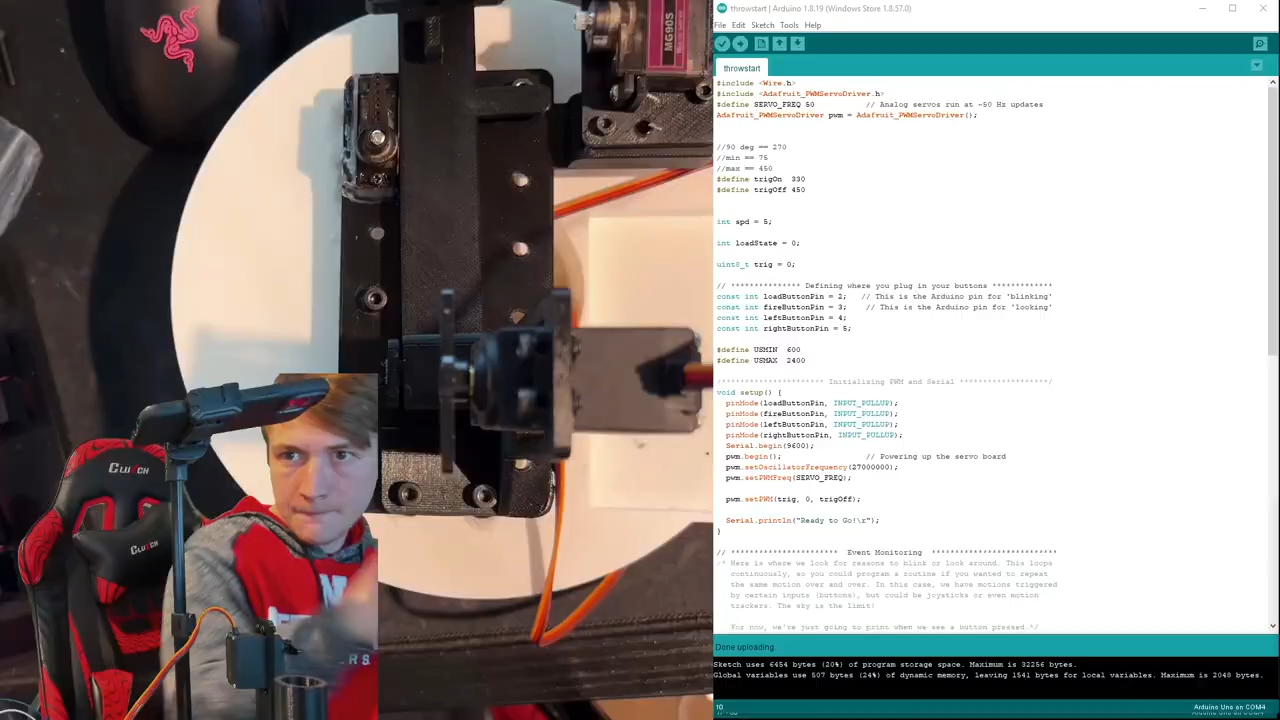 throwstart | Arduino 1.8.19 (Windows Store 1.8.57.0)
File Edit Sketch Tools Help
throwstart
#include <Wire.h>
#include <Adafruit_PWMServoDriver.h>
#define SERVO_FREQ 50 // Analog servos run at ~50 Hz updates
Adafruit_PWMServoDriver pwm = Adafruit_PWMServoDriver();
//90 deg == 270
//min == 75
//max == 450
#define trigOn 330
#define trigOff 450
int spd = 5;
int loadState = 0;
uint8_t trig = 0;
// *************** Defining where you plug in your buttons *************
const int loadButtonPin = 2; // This is the Arduino pin for 'blinking'
const int fireButtonPin = 3; // This is the Arduino pin for 'looking'
const int leftButtonPin = 4;
const int rightButtonPin = 5;
#define USMIN 600
#define USMAX 2400
/********************** Initializing PWM and Serial *******************/
void setup() {
pinMode(loadButtonPin, INPUT_PULLUP);
pinMode(fireButtonPin, INPUT_PULLUP);
pinMode(leftButtonPin, INPUT_PULLUP);
pinMode(rightButtonPin, INPUT_PULLUP);
Serial.begin(9600);
pwm.begin(); // Powering up the servo board
pwm.setOscillatorFrequency(27000000);
pwm.setPWMFreq(SERVO_FREQ);
pwm.setPWM(trig, 0, trigOff);
Serial.println("Ready to Go!\r");
}
// *********************** Event Monitoring ***************************
/* Here is where we look for reasons to blink or look around. This loops
continuously, so you could program a routine if you wanted to repeat
the same motion over and over. In this case, we have motions triggered
by certain inputs (buttons), but could be joysticks or even motion
trackers. The sky is the limit!
For now, we're just going to print when we see a button pressed */
Done uploading.
Sketch uses 6454 bytes (20%) of program storage space. Maximum is 32256 bytes.
Global variables use 507 bytes (24%) of dynamic memory, leaving 1541 bytes for local variables. Maximum is 2048 bytes.
10
Arduino Uno on COM4
MG90S
CLUTCH
CLUTCH